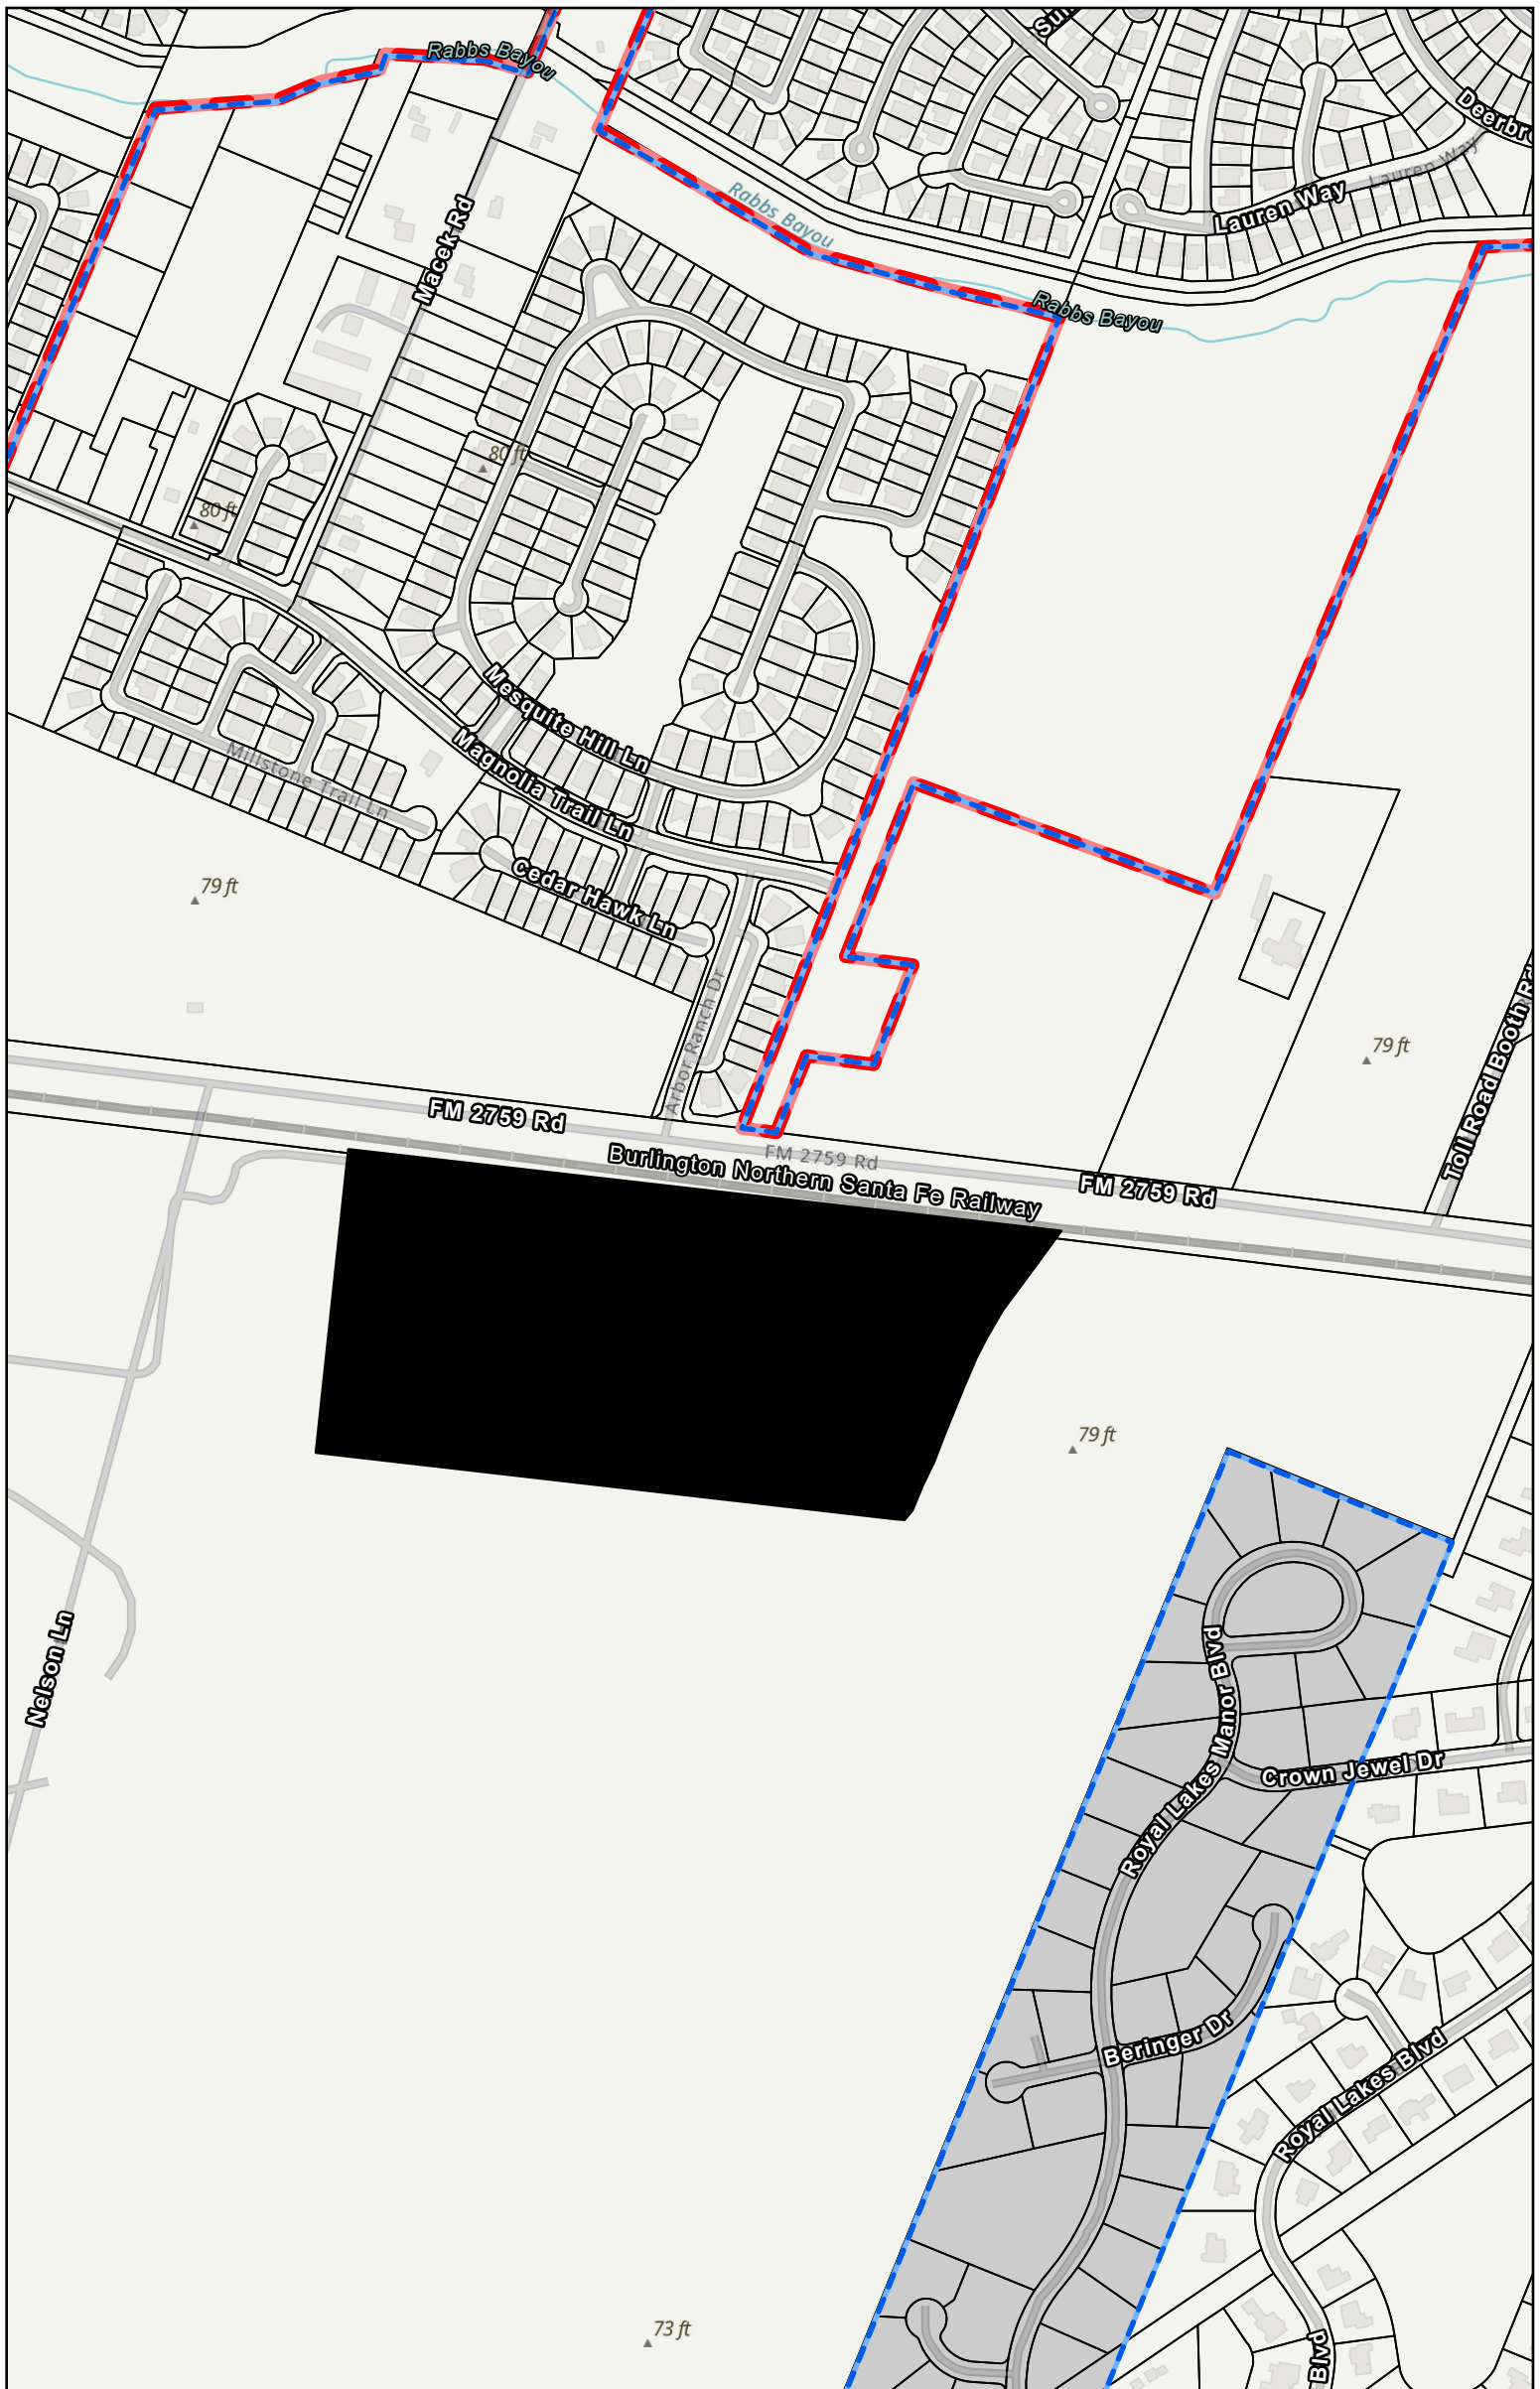 Rabbs Bayou
Deerbro
Rabbs Bayou
Lauren Way
Lauren Way
Macek Rd
Rabbs Bayou
80 ft
80 ft
Mesquite Hill Ln
Magnolia Trail Ln
Millstone Trail Ln
Cedar Hawk Ln
79 ft
Arbor Ranch Dr
79 ft
Toll Road Booth Rd
FM 2759 Rd
FM 2759 Rd
Burlington Northern Santa Fe Railway
FM 2759 Rd
79 ft
Nelson Ln
Royal Lakes Manor Blvd
Crown Jewel Dr
Beringer Dr
Royal Lakes Blvd
73 ft
Blvd